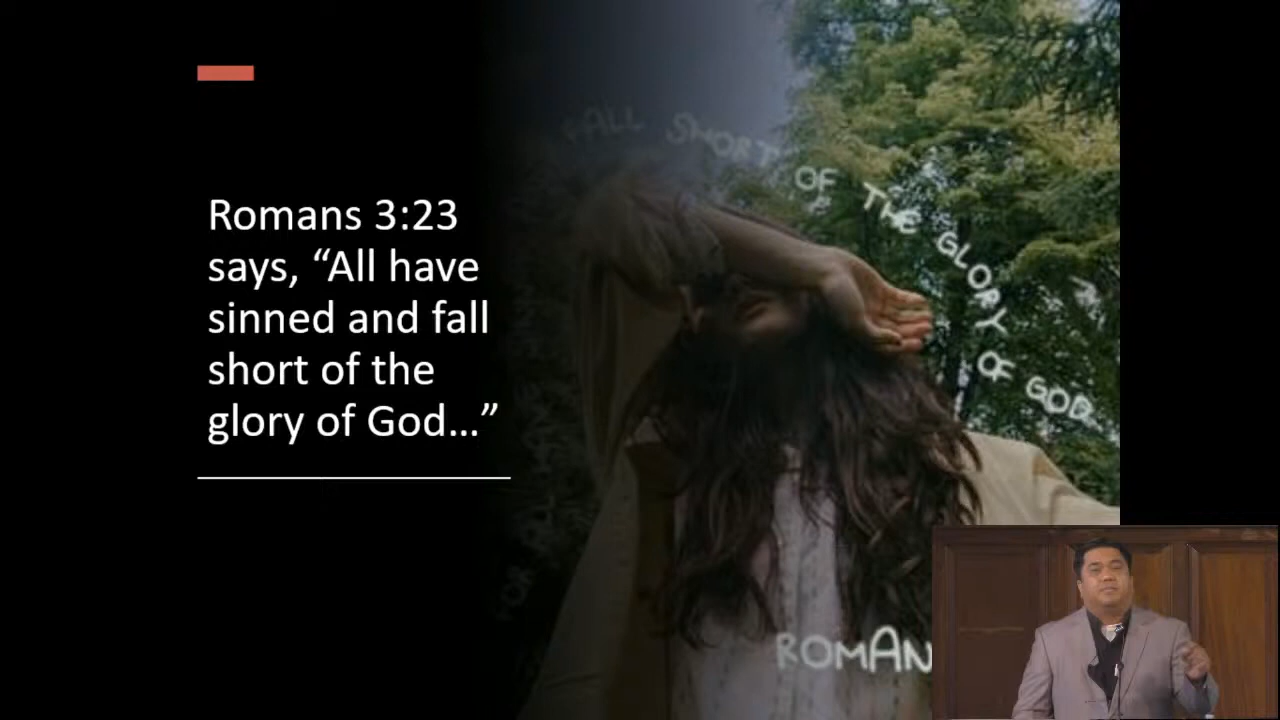 Romans 3:23
says, “All have
sinned and fall
short of the
glory of God...”
FALL SHORT OF THE GLORY OF GOD
ROMAN